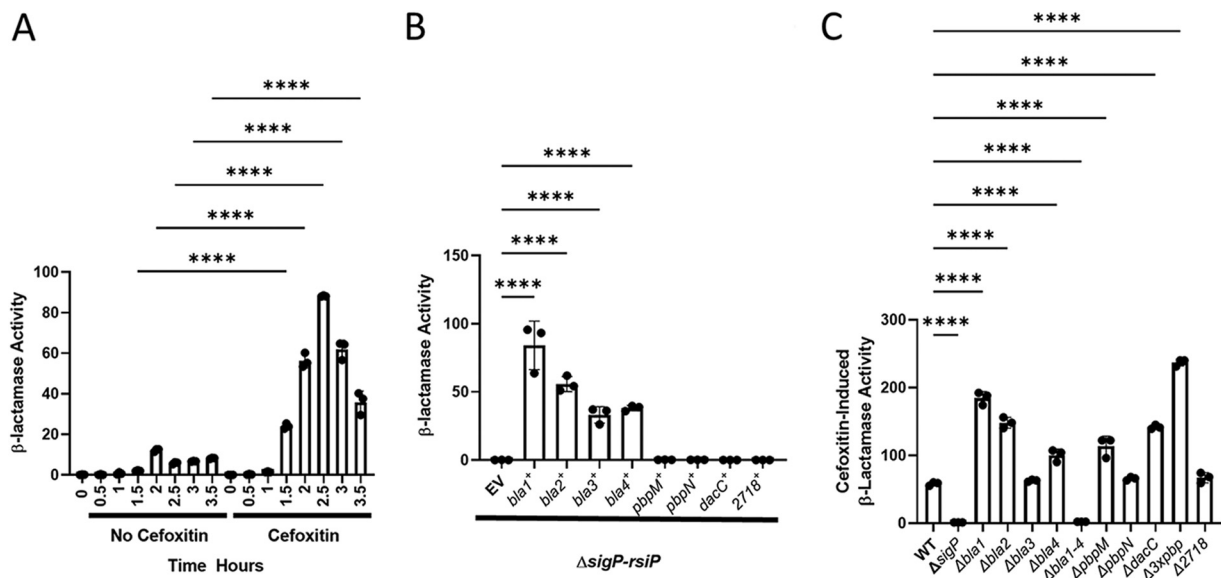 A
****
****
****
****
****
β-lactamase Activity
100
80
60
40
20
0
0
0.5
1
1.5
2
2.5
3
3.5
0
0.5
1
1.5
2
2.5
3
3.5
No Cefoxitin
Cefoxitin
Time Hours
B
****
****
****
****
β-lactamase Activity
150
100
50
0
EV
bla1⁺
bla2⁺
bla3⁺
bla4⁺
pbpM⁺
pbpN⁺
dacC⁺
2718⁺
ΔsigP-rsiP
C
****
****
****
****
****
****
****
****
Cefoxitin-Induced
β-Lactamase Activity
300
200
100
0
WT
ΔsigP
Δbla1
Δbla2
Δbla3
Δbla4
Δbla1-4
ΔpbpM
ΔpbpN
ΔdacC
Δ3xpbp
Δ2718